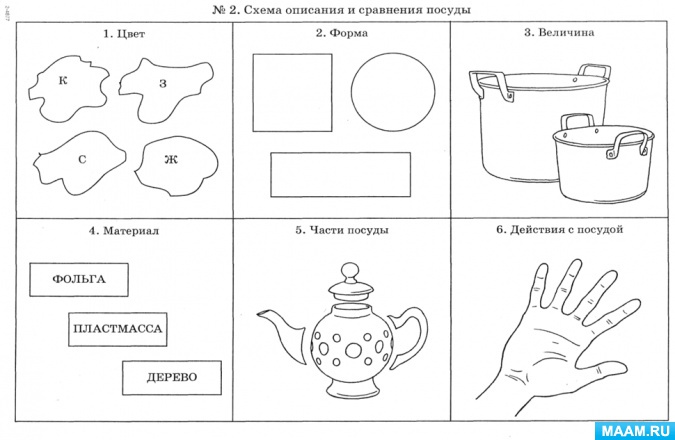 № 2. Схема описания и сравнения посуды
1. Цвет
К
З
С
Ж
2. Форма
3. Величина
4. Материал
ФОЛЬГА
ПЛАСТМАССА
ДЕРЕВО
5. Части посуды
6. Действия с посудой
MAAM.RU